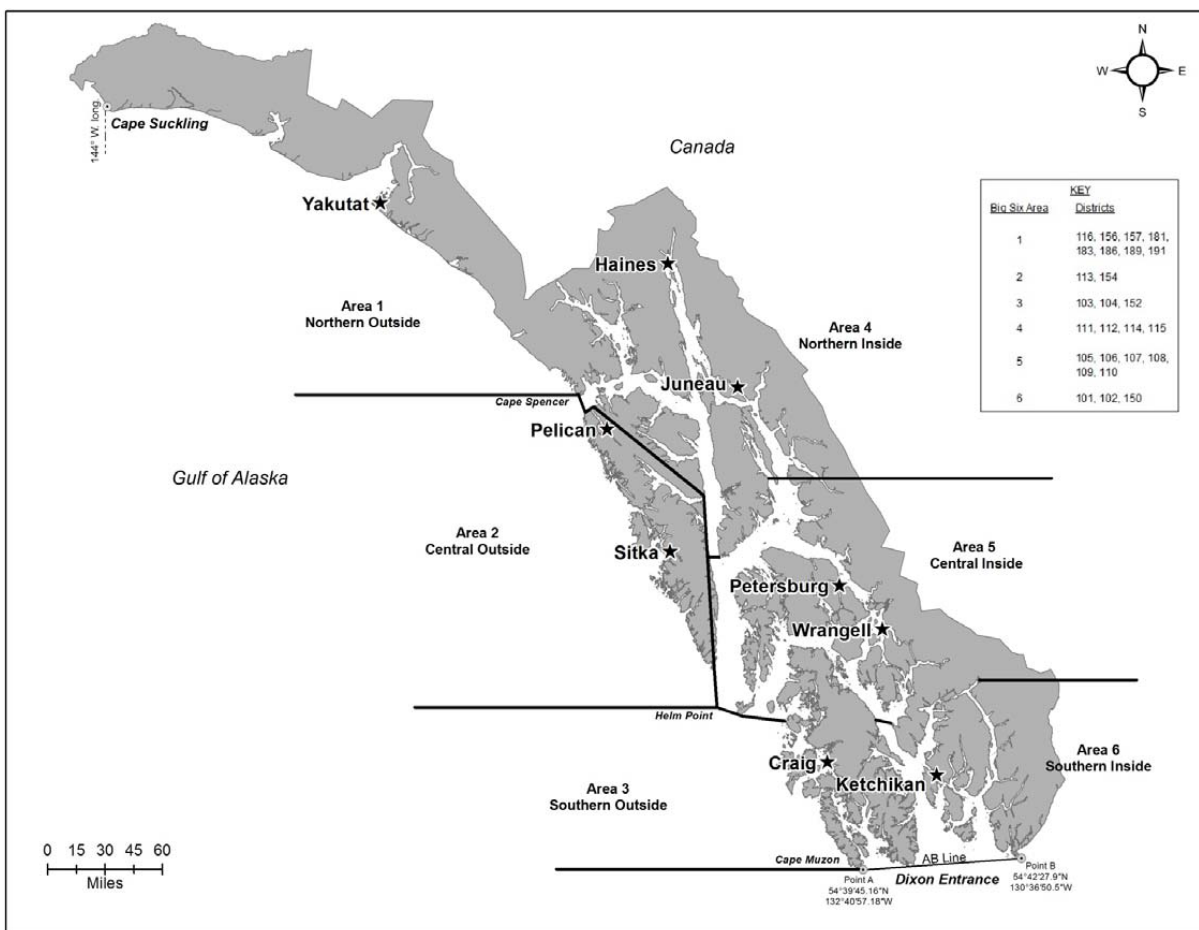 N
W E
S
144° W. long.
Cape Suckling
Canada
Yakutat
KEY
Big Six Area Districts
1 116, 156, 157, 181,
183, 186, 189, 191
2 113, 154
3 103, 104, 152
4 111, 112, 114, 115
5 105, 106, 107, 108,
109, 110
6 101, 102, 150
Haines
Area 1
Northern Outside
Area 4
Northern Inside
Juneau
Cape Spencer
Pelican
Gulf of Alaska
Area 2
Central Outside
Sitka
Area 5
Central Inside
Petersburg
Wrangell
Helm Point
Craig
Ketchikan
Area 6
Southern Inside
Area 3
Southern Outside
0 15 30 60
Miles
Cape Muzon
AB Line
Dixon Entrance
Point A
54°39'45.16"N
132°40'57.18"W
Point B
54°42'27.9"N
130°36'50.5"W